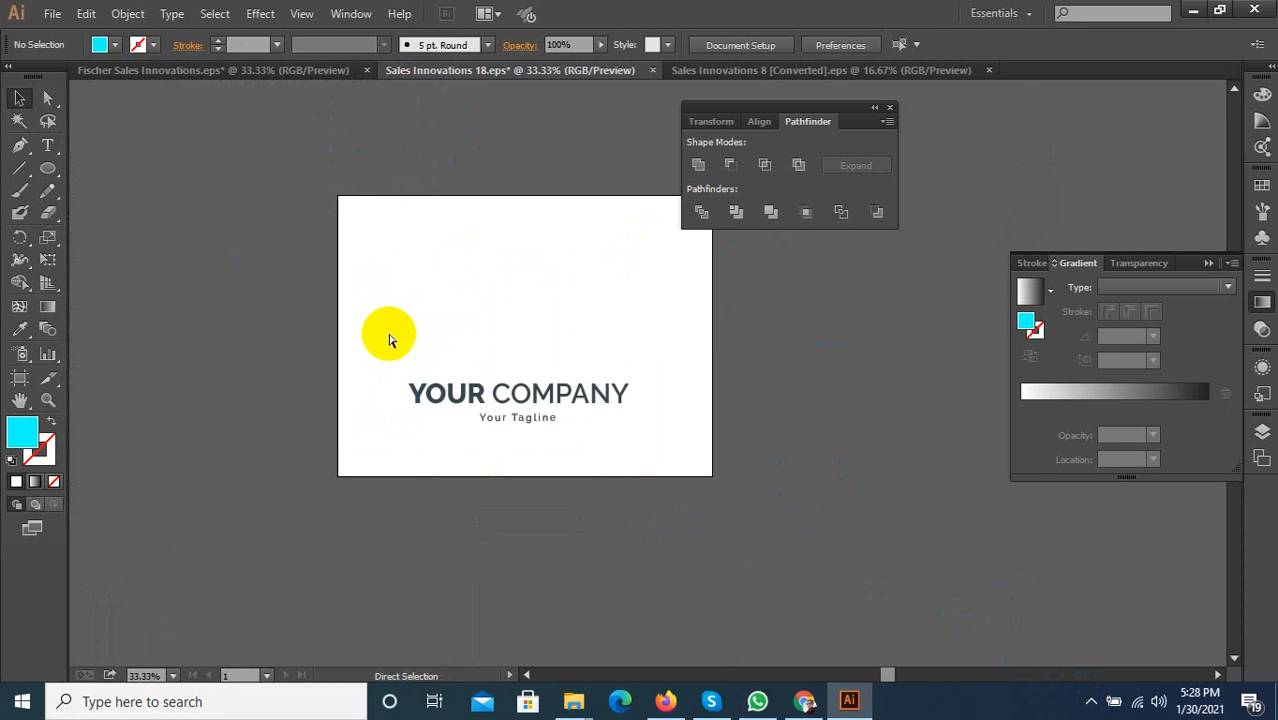 Ai File Edit Object Type Select Effect View Window Help Br Essentials
No Selection Stroke: 5 pt. Round Opacity: 100% Style: Document Setup Preferences
Fischer Sales Innovations.eps* @ 33.33% (RGB/Preview) Sales Innovations 18.eps* @ 33.33% (RGB/Preview) Sales Innovations 8 [Converted].eps @ 16.67% (RGB/Preview)
Transform Align Pathfinder
Shape Modes:
Expand
Pathfinders:
Stroke Gradient Transparency
Type:
Stroke:
Opacity:
Location:
YOUR COMPANY
Your Tagline
33.33% 1 Direct Selection
Type here to search
5:28 PM
1/30/2021
19